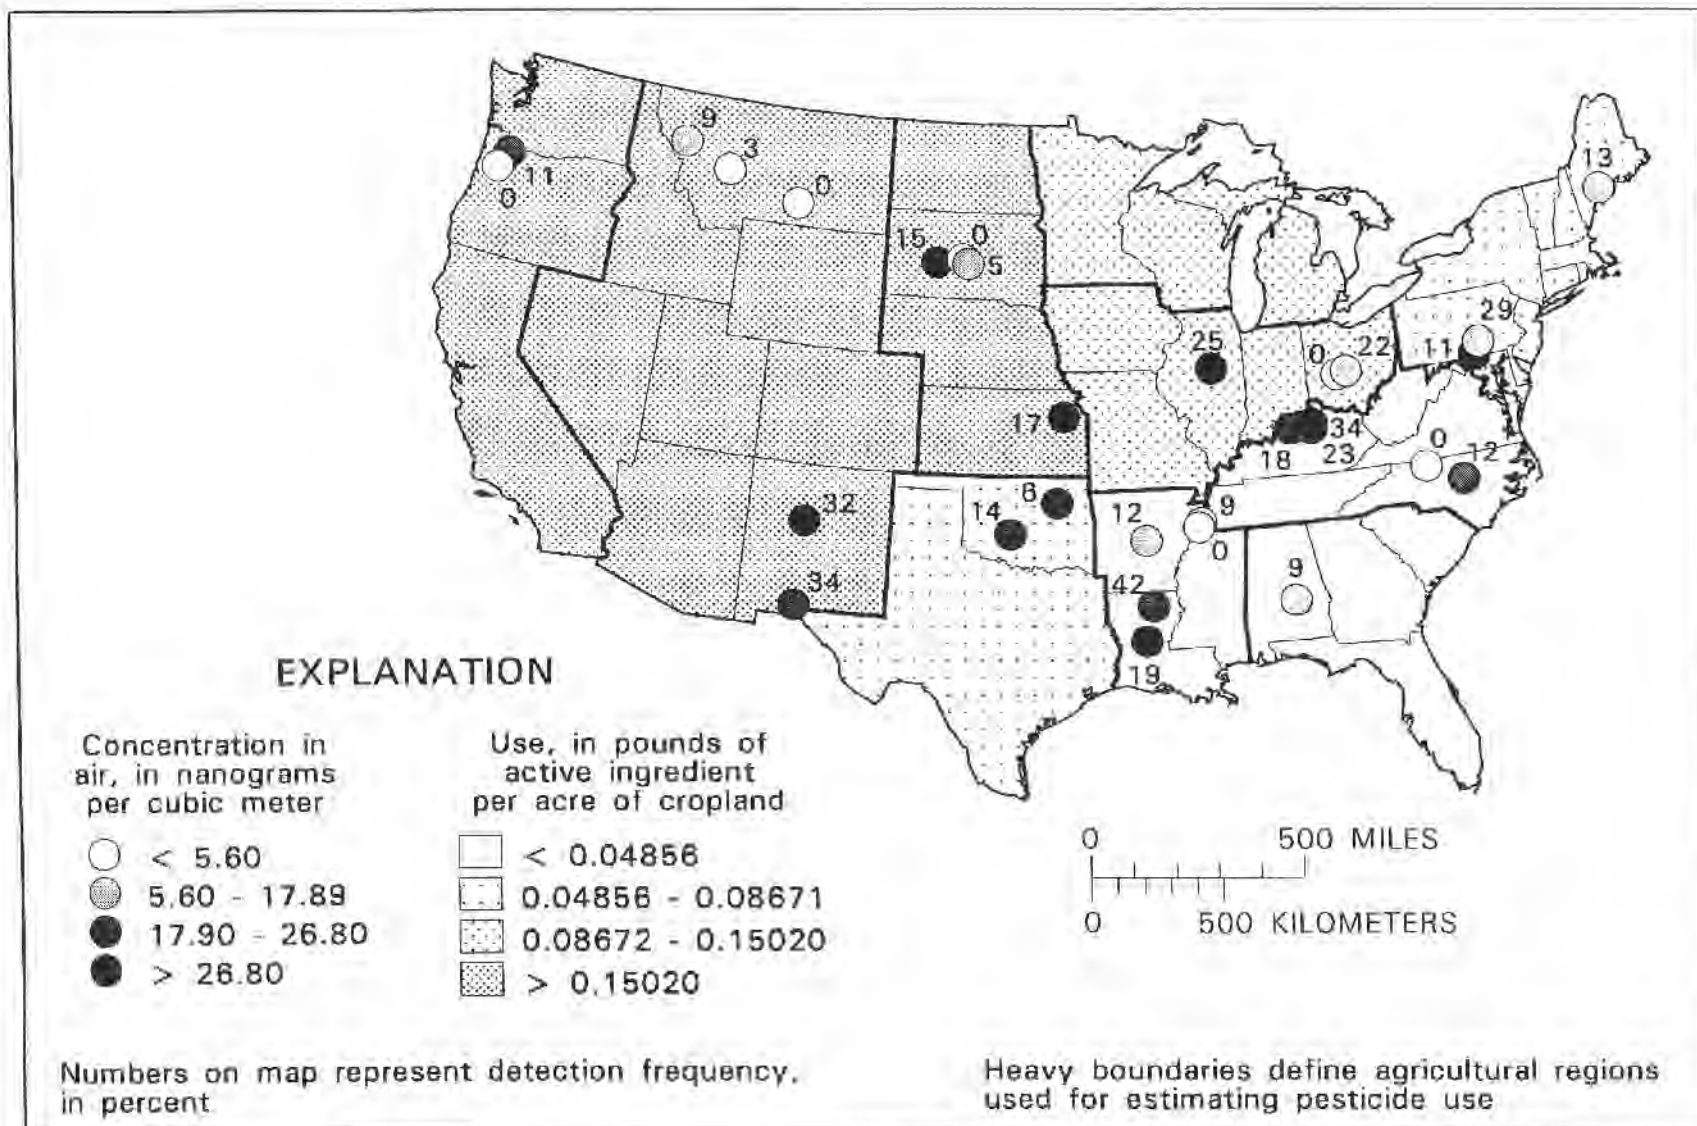 9
3
13
11
0
0
15
0
5
29
25
0
22
11
17
34
18
23
0
12
32
6
14
12
9
0
34
42
9
19
EXPLANATION
Concentration in
air, in nanograms
per cubic meter
< 5.60
5.60 - 17.89
17.90 - 26.80
> 26.80
Use, in pounds of
active ingredient
per acre of cropland
< 0.04856
0.04856 - 0.08671
0.08672 - 0.15020
> 0.15020
0 500 MILES
0 500 KILOMETERS
Numbers on map represent detection frequency,
in percent
Heavy boundaries define agricultural regions
used for estimating pesticide use